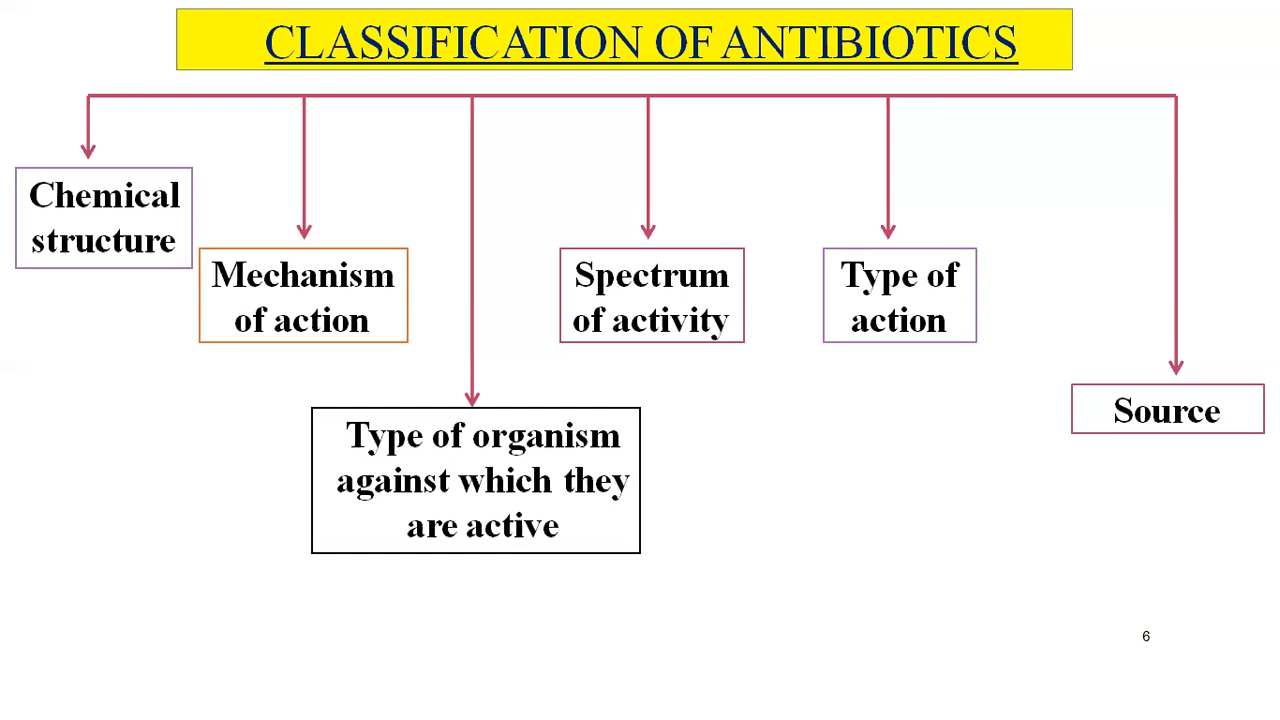 CLASSIFICATION OF ANTIBIOTICS
Chemical
structure
Mechanism
of action
Type of organism
against which they
are active
Spectrum
of activity
Type of
action
Source
6